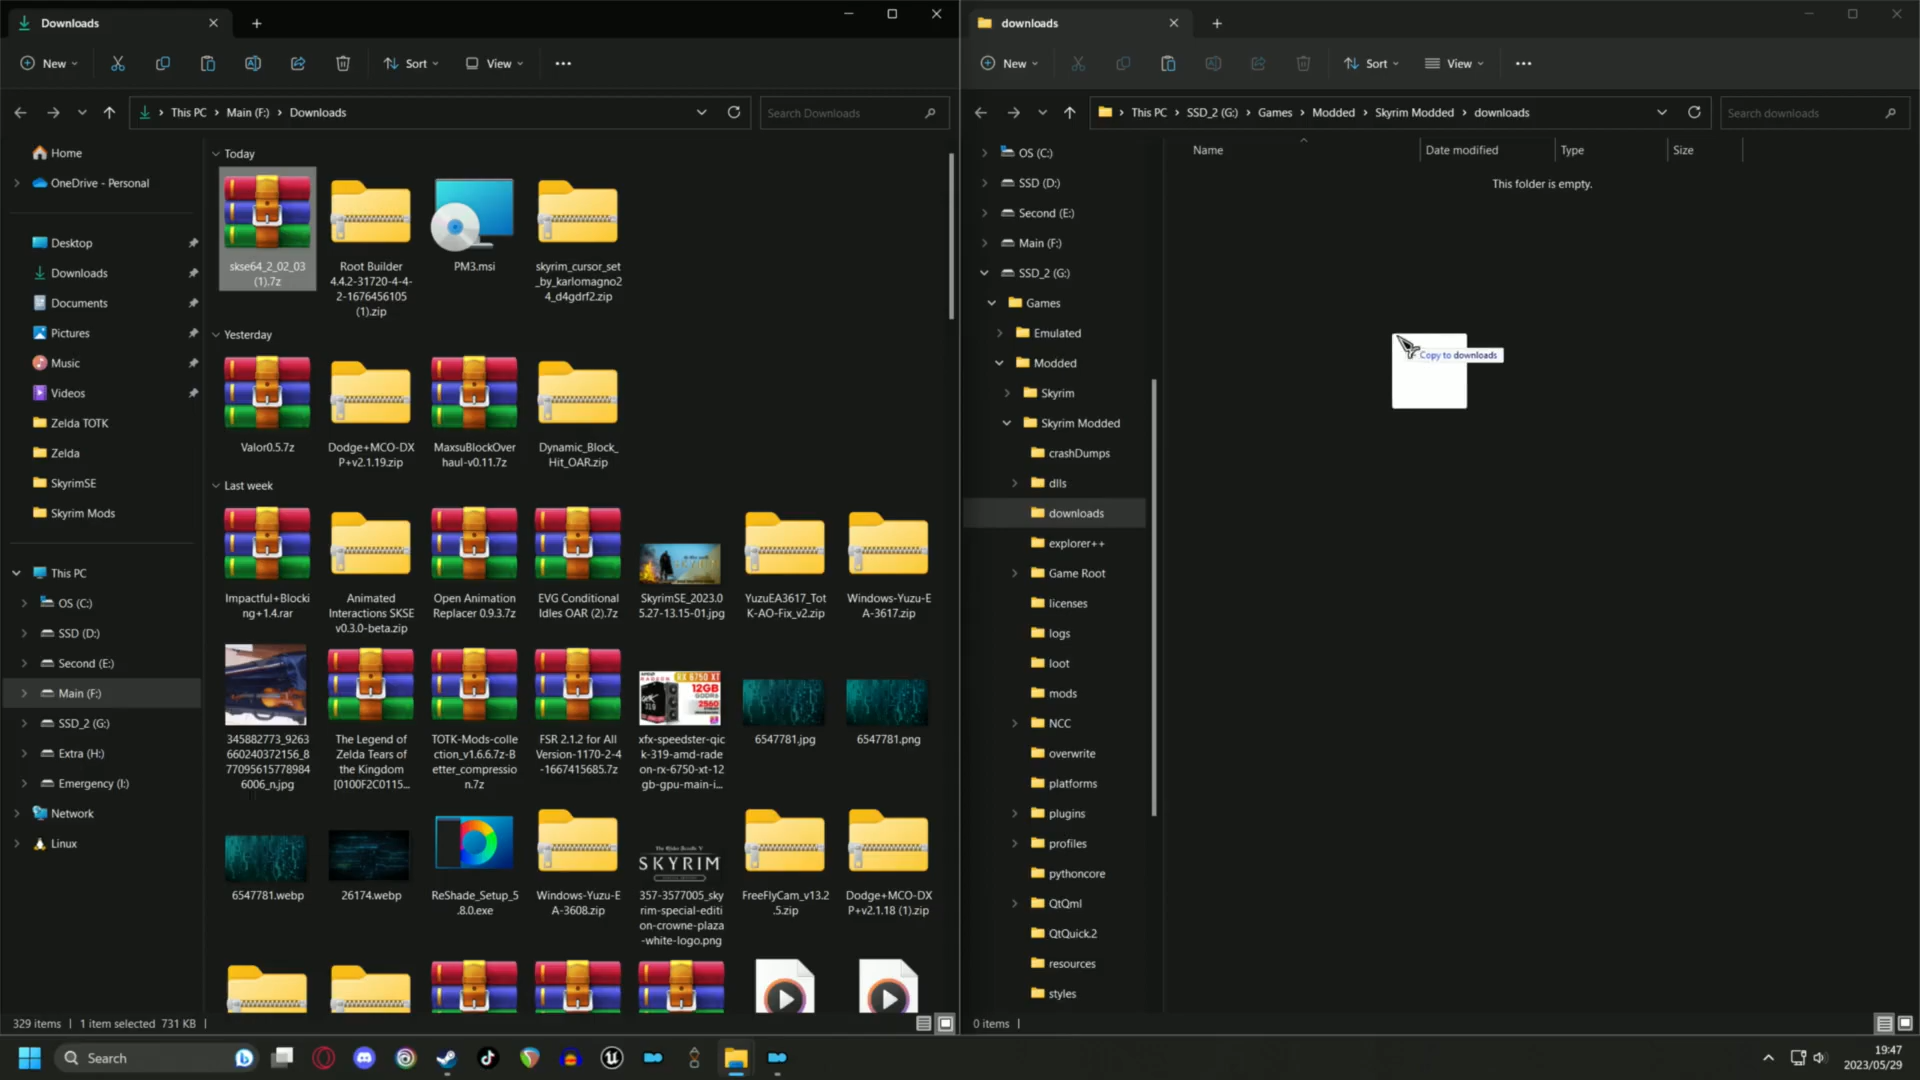 Downloads
New
Sort
View
This PC
Main (F:)
Downloads
Search Downloads
Home
OneDrive - Personal
Desktop
Downloads
Documents
Pictures
Music
Videos
Zelda TOTK
Zelda
SkyrimSE
Skyrim Mods
This PC
OS (C:)
SSD (D:)
Second (E:)
Main (F:)
SSD_2 (G:)
Extra (H:)
Emergency (I:)
Network
Linux
Today
skse64_2_02_03
(1).7z
Root Builder
4.4.2-31720-4-4-
2-1676456105
(1).zip
PM3.msi
skyrim_cursor_set
_by_karlomagno2
4_d4gdrf2.zip
Yesterday
Valor0.5.7z
Dodge+MCO-DX
P+v2.1.19.zip
MaxsuBlockOver
haul-v0.11.7z
Dynamic_Block_
Hit_OAR.zip
Last week
Impactful+Blocki
ng+1.4.rar
Animated
Interactions SKSE
v0.3.0-beta.zip
Open Animation
Replacer 0.9.3.7z
EVG Conditional
Idles OAR (2).7z
SkyrimSE_2023.0
5.27-13.15-01.jpg
YuzuEA3617_Tot
K-AO-Fix_v2.zip
Windows-Yuzu-E
A-3617.zip
345882773_9263
660240372156_8
77095615778984
6006_n.jpg
The Legend of
Zelda Tears of
the Kingdom
[0100F2C0115...
TOTK-Mods-colle
ction_v1.6.6.7z-B
etter_compressio
n.7z
FSR 2.1.2 for All
Version-1170-2-4
-1667415685.7z
RX 6750 XT
12GB
GDDR6
2560
xfx-speedster-qic
k-319-amd-rade
on-rx-6750-xt-12
gb-gpu-main-i...
6547781.jpg
6547781.png
6547781.webp
26174.webp
ReShade_Setup_5
.8.0.exe
Windows-Yuzu-E
A-3608.zip
The Elder Scrolls V
SKYRIM
357-3577005_sky
rim-special-editi
on-crowne-plaza
-white-logo.png
FreeFlyCam_v13.2
.5.zip
Dodge+MCO-DX
P+v2.1.18 (1).zip
329 items
1 item selected 731 KB
downloads
New
Sort
View
This PC
SSD_2 (G:)
Games
Modded
Skyrim Modded
downloads
Search downloads
OS (C:)
SSD (D:)
Second (E:)
Main (F:)
SSD_2 (G:)
Games
Emulated
Modded
Skyrim
Skyrim Modded
crashDumps
dlls
downloads
explorer++
Game Root
licenses
logs
loot
mods
NCC
overwrite
platforms
plugins
profiles
pythoncore
QtQml
QtQuick.2
resources
styles
Name
Date modified
Type
Size
This folder is empty.
Copy to downloads
0 items
Search
19:47
2023/05/29